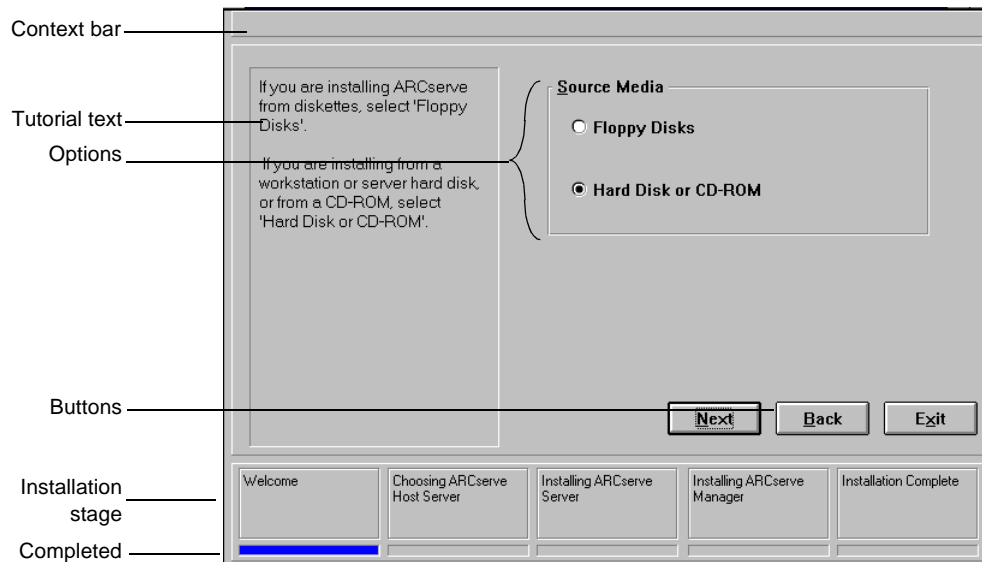 Context bar
Tutorial text
Options
Buttons
Installation
stage
Completed
If you are installing ARCserve
from diskettes, select 'Floppy
Disks'.
If you are installing from a
workstation or server hard disk,
or from a CD-ROM, select
'Hard Disk or CD-ROM'.
Source Media
Floppy Disks
Hard Disk or CD-ROM
Next
Back
Exit
Welcome
Choosing ARCserve
Host Server
Installing ARCserve
Server
Installing ARCserve
Manager
Installation Complete